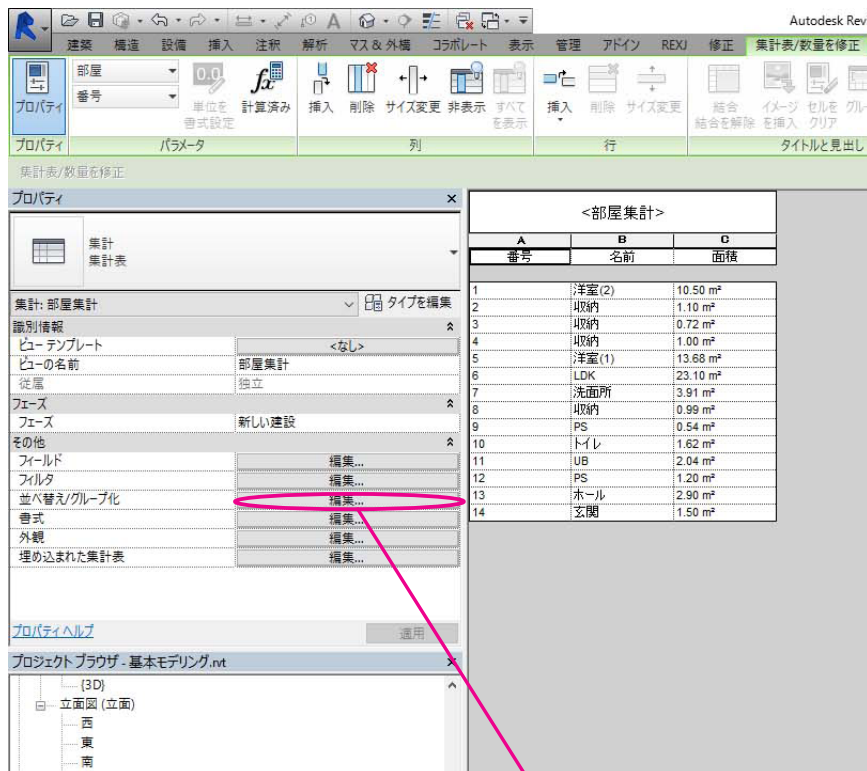 Autodesk Rev
建築 構造 設備 挿入 注釈 解析 マス & 外構 コラボレート 表示 管理 アドイン REXJ 修正 集計表/数量を修正
プロパティ
部屋
番号
単位を
書式設定
計算済み
挿入 削除 サイズ変更 非表示 すべて
を表示
挿入 削除 サイズ変更
結合
結合を解除
イメージ
を挿入
セルを
クリア
プロパティ パラメータ 列 行 タイトルと見出し
集計表/数量を修正
プロパティ
集計
集計表
集計: 部屋集計 タイプを編集
識別情報
ビュー テンプレート <なし>
ビューの名前 部屋集計
従属 独立
フェーズ
フェーズ 新しい建設
その他
フィールド 編集...
フィルタ 編集...
並べ替え/グループ化 編集...
書式 編集...
外観 編集...
埋め込まれた集計表 編集...
プロパティ ヘルプ 適用
プロジェクト ブラウザ - 基本モデリング.rvt
{3D}
立面図 (立面)
西
東
南
<部屋集計>
A B C
番号 名前 面積
1 洋室(2) 10.50 m²
2 収納 1.10 m²
3 収納 0.72 m²
4 収納 1.00 m²
5 洋室(1) 13.68 m²
6 LDK 23.10 m²
7 洗面所 3.91 m²
8 収納 0.99 m²
9 PS 0.54 m²
10 トイレ 1.62 m²
11 UB 2.04 m²
12 PS 1.20 m²
13 ホール 2.90 m²
14 玄関 1.50 m²